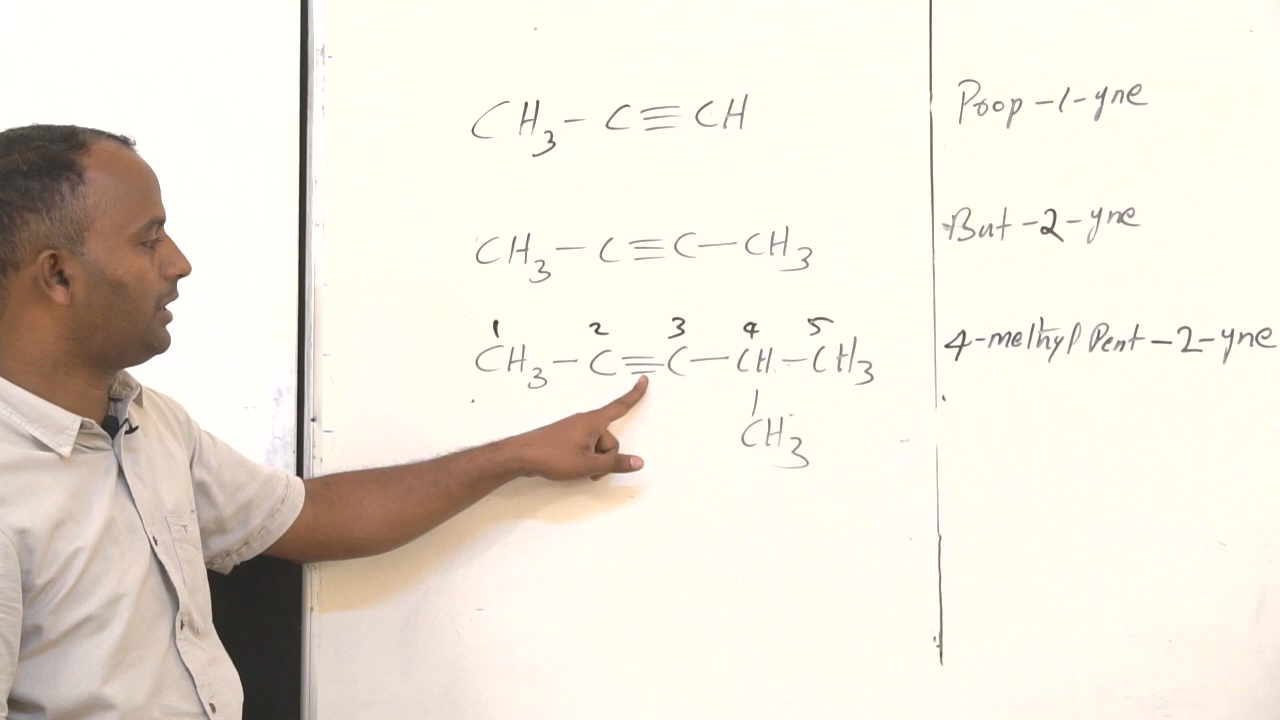 CH3 - C ≡ CH
Prop -1-yne
CH3 - C ≡ C - CH3
But -2-yne
1 2 3 4 5
CH3 - C ≡ C - CH - CH3
4-methyl Pent -2-yne
|
CH3